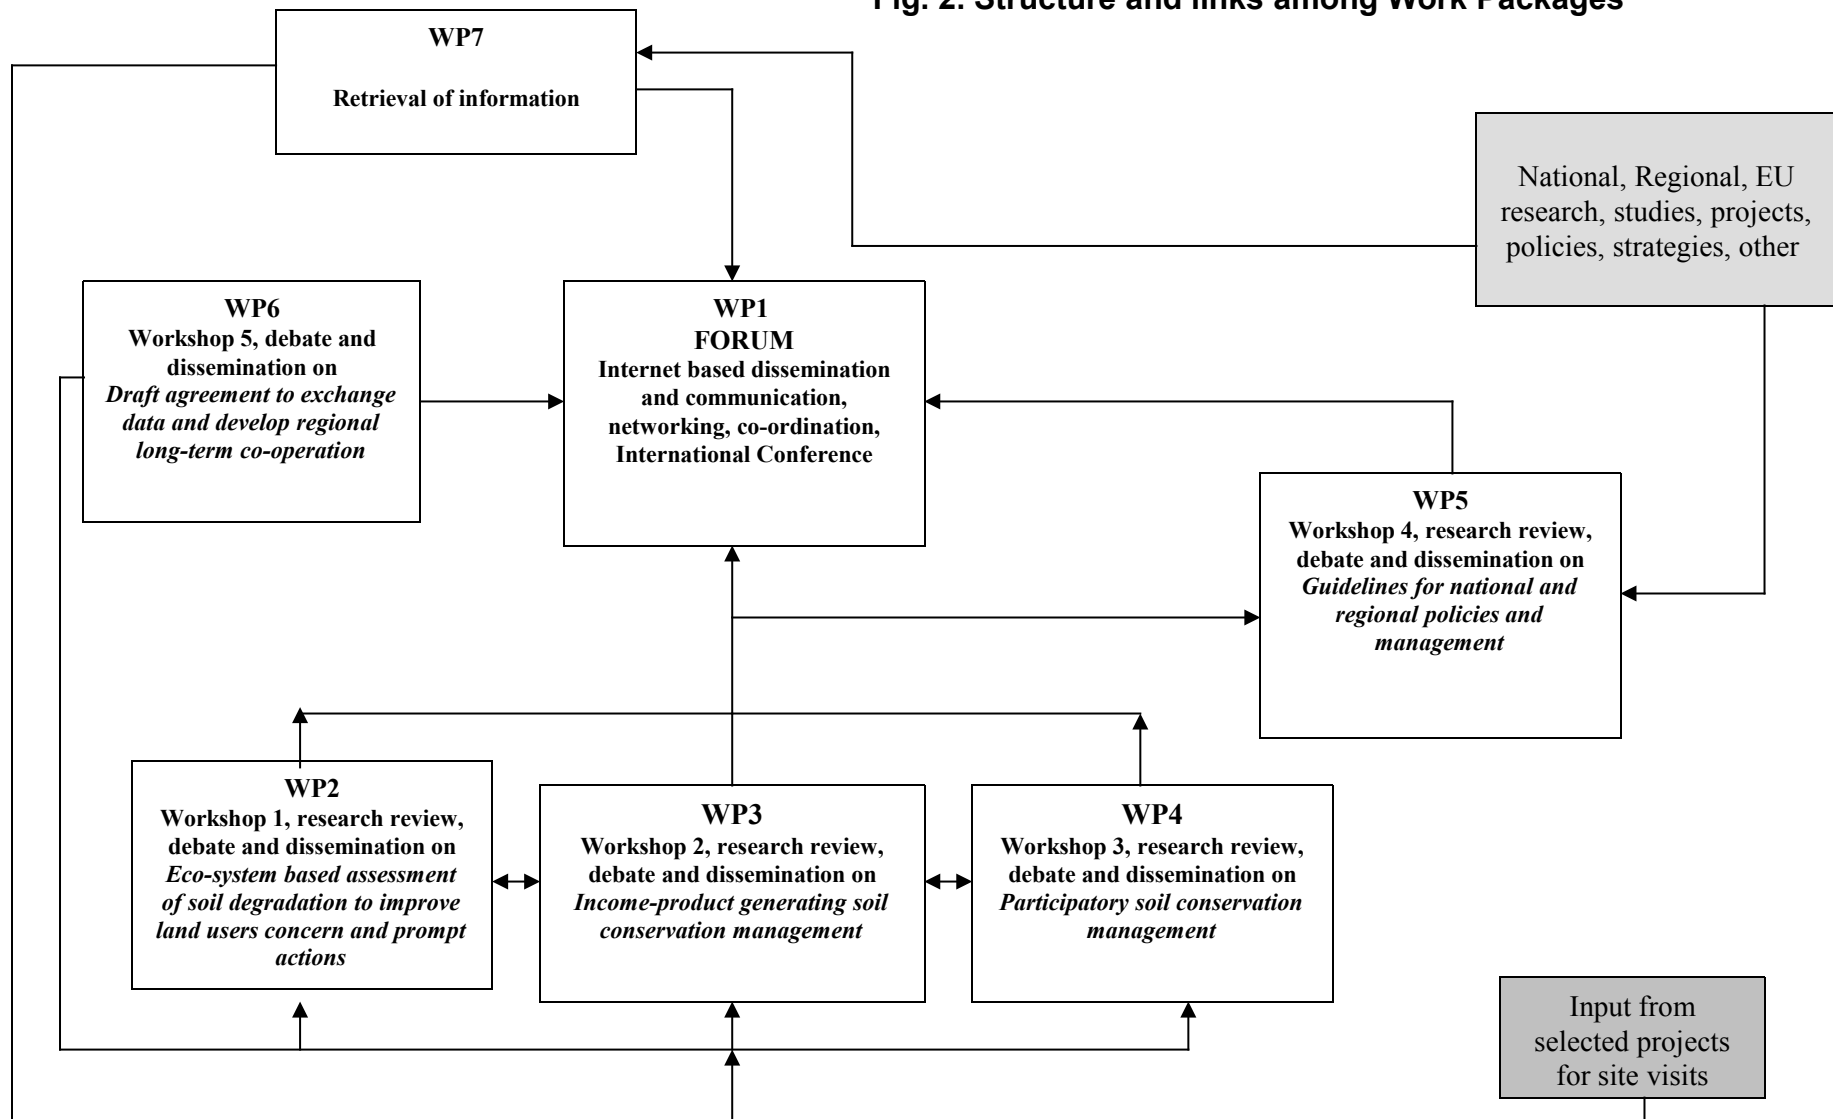 Fig. 2. Structure and links among Work Packages
WP7
Retrieval of information
National, Regional, EU
research, studies, projects,
policies, strategies, other
WP6
Workshop 5, debate and
dissemination on
Draft agreement to exchange
data and develop regional
long-term co-operation
WP1
FORUM
Internet based dissemination
and communication,
networking, co-ordination,
International Conference
WP5
Workshop 4, research review,
debate and dissemination on
Guidelines for national and
regional policies and
management
WP2
Workshop 1, research review,
debate and dissemination on
Eco-system based assessment
of soil degradation to improve
land users concern and prompt
actions
WP3
Workshop 2, research review,
debate and dissemination on
Income-product generating soil
conservation management
WP4
Workshop 3, research review,
debate and dissemination on
Participatory soil conservation
management
Input from
selected projects
for site visits